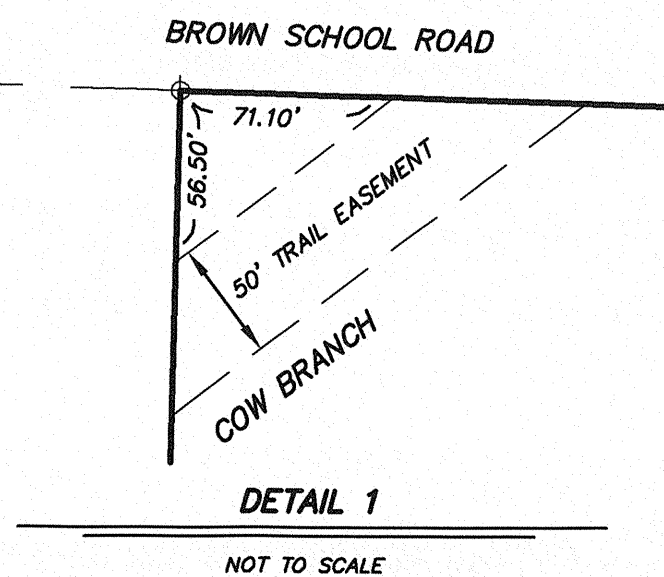 BROWN SCHOOL ROAD
71.10'
56.50'
50' TRAIL EASEMENT
COW BRANCH
DETAIL 1
NOT TO SCALE